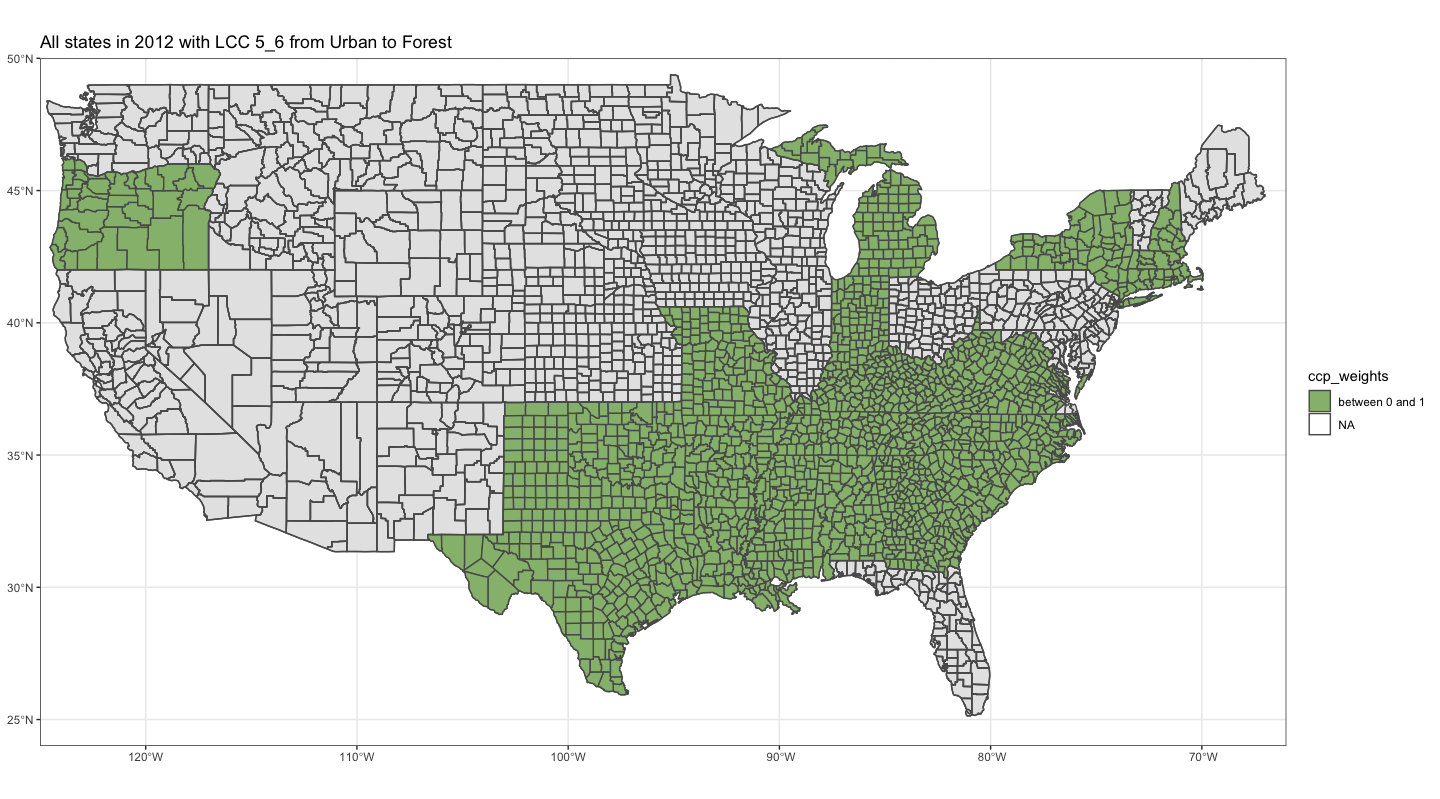 All states in 2012 with LCC 5_6 from Urban to Forest
50°N
45°N
40°N
35°N
30°N
25°N
120°W
110°W
100°W
90°W
80°W
70°W
ccp_weights
between 0 and 1
NA